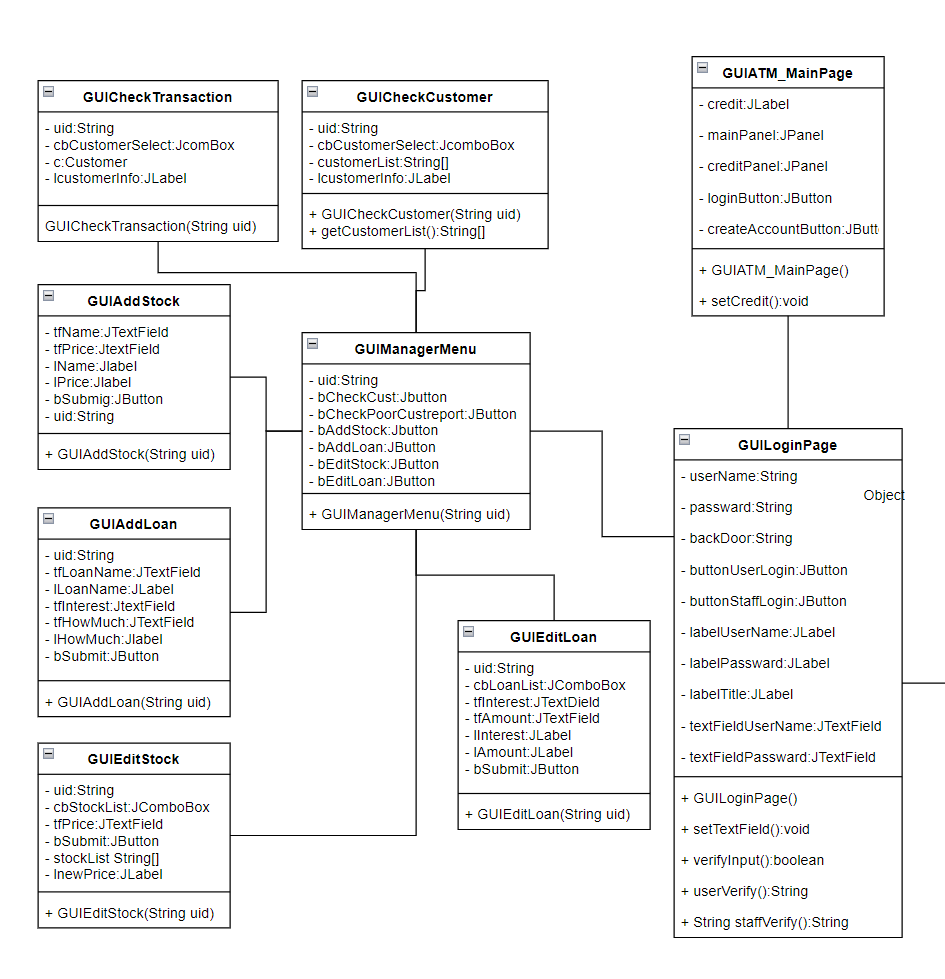 GUICheckTransaction
- uid:String
- cbCustomerSelect:JcomBox
- c:Customer
- lcustomerInfo:JLabel
GUICheckTransaction(String uid)
GUICheckCustomer
- uid:String
- cbCustomerSelect:JcomboBox
- customerList:String[]
- lcustomerInfo:JLabel
+ GUICheckCustomer(String uid)
+ getCustomerList():String[]
GUIATM_MainPage
- credit:JLabel
- mainPanel:JPanel
- creditPanel:JPanel
- loginButton:JButton
- createAccountButton:JButt
+ GUIATM_MainPage()
+ setCredit():void
GUIAddStock
- tfName:JTextField
- tfPrice:JtextField
- lName:Jlabel
- lPrice:Jlabel
- bSubmig:JButton
- uid:String
+ GUIAddStock(String uid)
GUIManagerMenu
- uid:String
- bCheckCust:Jbutton
- bCheckPoorCustreport:JButton
- bAddStock:Jbutton
- bAddLoan:JButton
- bEditStock:JButton
- bEditLoan:JButton
+ GUIManagerMenu(String uid)
GUILoginPage
- userName:String
Object
- passward:String
- backDoor:String
- buttonUserLogin:JButton
- buttonStaffLogin:JButton
- labelUserName:JLabel
- labelPassward:JLabel
- labelTitle:JLabel
- textFieldUserName:JTextField
- textFieldPassward:JTextField
+ GUILoginPage()
+ setTextField():void
+ verifyInput():boolean
+ userVerify():String
+ String staffVerify():String
GUIAddLoan
- uid:String
- tfLoanName:JTextField
- lLoanName:JLabel
- tfInterest:JtextField
- tfHowMuch:JTextField
- lHowMuch:Jlabel
- bSubmit:JButton
+ GUIAddLoan(String uid)
GUIEditLoan
- uid:String
- cbLoanList:JComboBox
- tfInterest:JTextDield
- tfAmount:JTextField
- lInterest:JLabel
- lAmount:JLabel
- bSubmit:JButton
+ GUIEditLoan(String uid)
GUIEditStock
- uid:String
- cbStockList:JComboBox
- tfPrice:JTextField
- bSubmit:JButton
- stockList String[]
- lnewPrice:JLabel
+ GUIEditStock(String uid)